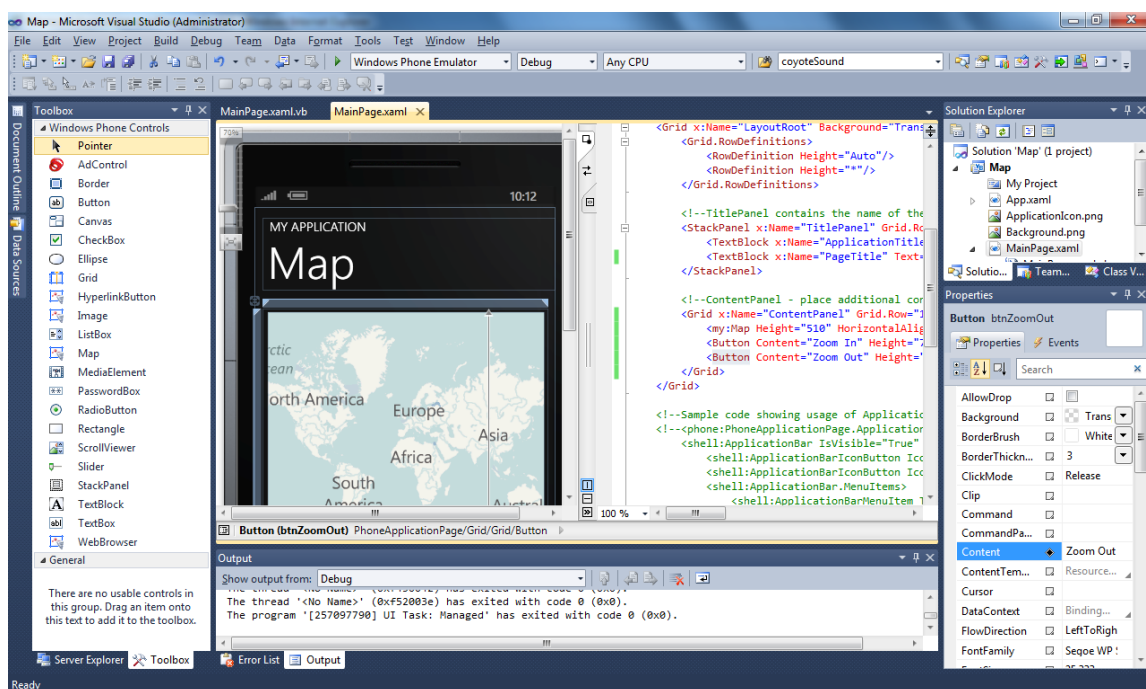 Map - Microsoft Visual Studio (Administrator)
File Edit View Project Build Debug Team Data Format Tools Test Window Help
Windows Phone Emulator Debug Any CPU coyoteSound
Document Outline
Data Sources
Toolbox
Windows Phone Controls
Pointer
AdControl
Border
Button
Canvas
CheckBox
Ellipse
Grid
HyperlinkButton
Image
ListBox
Map
MediaElement
PasswordBox
RadioButton
Rectangle
ScrollViewer
Slider
StackPanel
TextBlock
TextBox
WebBrowser
General
There are no usable controls in
this group. Drag an item onto
this text to add it to the toolbox.
Server Explorer Toolbox
MainPage.xaml.vb MainPage.xaml
70%
10:12
MY APPLICATION
Map
orth America
Europe
Asia
Africa
South
<Grid x:Name="LayoutRoot" Background="Trans
<Grid.RowDefinitions>
<RowDefinition Height="Auto"/>
<RowDefinition Height="*"/>
</Grid.RowDefinitions>
<!--TitlePanel contains the name of the
<StackPanel x:Name="TitlePanel" Grid.Ro
<TextBlock x:Name="ApplicationTitle
<TextBlock x:Name="PageTitle" Text=
</StackPanel>
<!--ContentPanel - place additional con
<Grid x:Name="ContentPanel" Grid.Row="1
<my:Map Height="510" HorizontalAlig
<Button Content="Zoom In" Height="7
<Button Content="Zoom Out" Height="
</Grid>
</Grid>
<!--Sample code showing usage of Applicatio
<!--<phone:PhoneApplicationPage.Application
<shell:ApplicationBar IsVisible="True"
<shell:ApplicationBarIconButton Ico
<shell:ApplicationBarIconButton Ico
<shell:ApplicationBar.MenuItems>
<shell:ApplicationBarMenuItem
100 %
Button (btnZoomOut) PhoneApplicationPage/Grid/Grid/Button
Output
Show output from: Debug
The thread '<No Name>' (0xf52003e) has exited with code 0 (0x0).
The program '[257097790] UI Task: Managed' has exited with code 0 (0x0).
Error List Output
Solution Explorer
Solution 'Map' (1 project)
Map
My Project
App.xaml
ApplicationIcon.png
Background.png
MainPage.xaml
Solutio... Team... Class V...
Properties
Button btnZoomOut
Properties Events
Search
AllowDrop
Background Trans
BorderBrush White
BorderThickn... 3
ClickMode Release
Clip
Command
CommandPa...
Content Zoom Out
ContentTem... Resource...
Cursor
DataContext Binding...
FlowDirection LeftToRigh
FontFamily Segoe WP
Ready